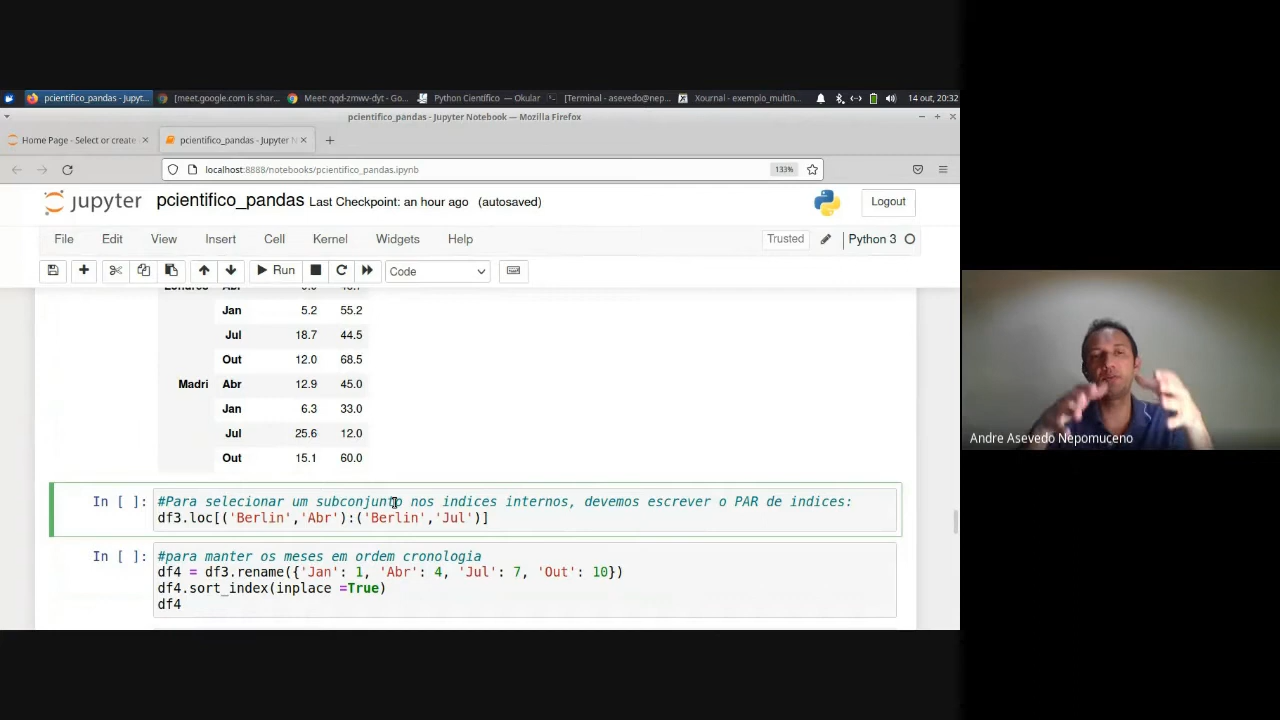 pcientifico_pandas - Jupyt...
[meet.google.com is shar...
Meet: qqd-zmwv-dyt - Go...
Python Científico — Okular
[Terminal - asevedo@nep...
Xournal - exemplo_multIn...
14 out, 20:32
pcientifico_pandas - Jupyter Notebook — Mozilla Firefox
Home Page - Select or create
pcientifico_pandas - Jupyter N
localhost:8888/notebooks/pcientifico_pandas.ipynb
133%
jupyter pcientifico_pandas Last Checkpoint: an hour ago (autosaved)
Logout
File Edit View Insert Cell Kernel Widgets Help
Trusted
Python 3
Run
Code
Jan 5.2 55.2
Jul 18.7 44.5
Out 12.0 68.5
Madri Abr 12.9 45.0
Jan 6.3 33.0
Jul 25.6 12.0
Out 15.1 60.0
In [ ]: #Para selecionar um subconjunto nos indices internos, devemos escrever o PAR de indices:
df3.loc[('Berlin','Abr'):('Berlin','Jul')]
In [ ]: #para manter os meses em ordem cronologia
df4 = df3.rename({'Jan': 1, 'Abr': 4, 'Jul': 7, 'Out': 10})
df4.sort_index(inplace =True)
df4
Andre Asevedo Nepomuceno